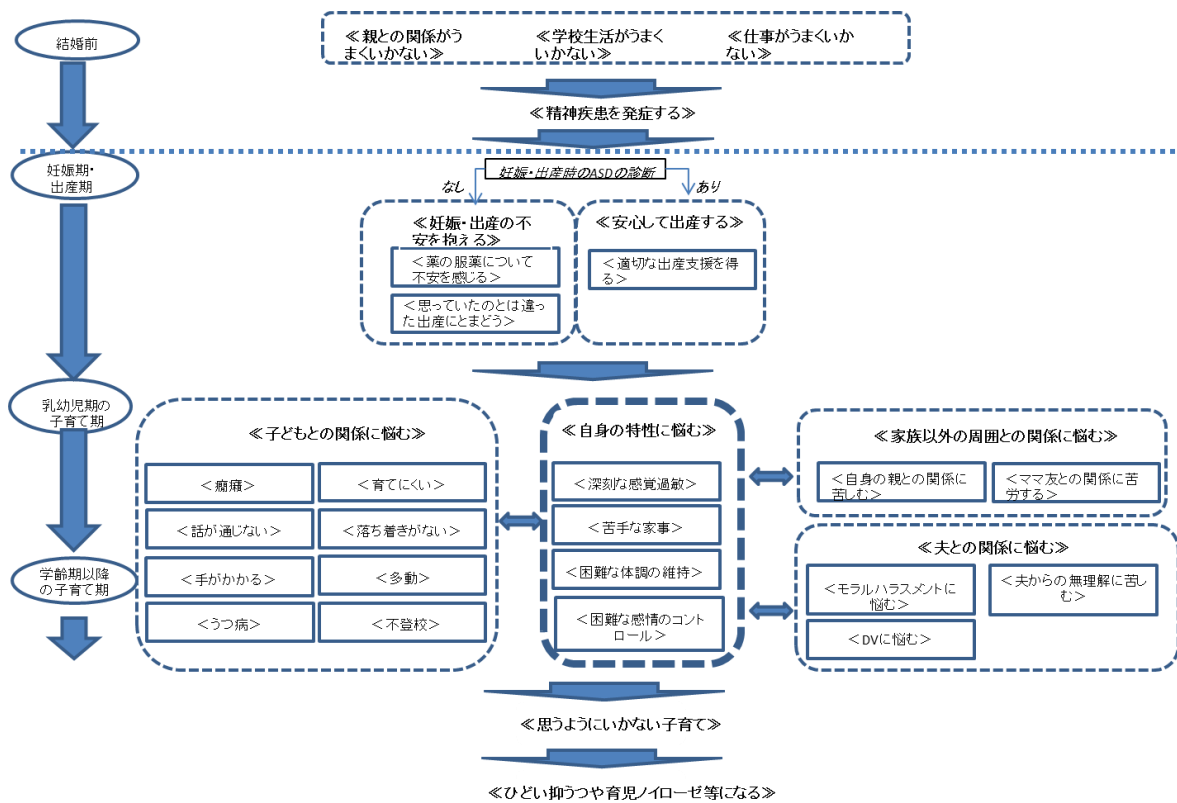 結婚前
≪親との関係がう
まくいかない≫
≪学校生活がうまく
いかない≫
≪仕事がうまくいか
ない≫
≪精神疾患を発症する≫
妊娠期・
出産期
妊娠・出産時のASDの診断
なし
あり
≪妊娠・出産の不
安を抱える≫
＜薬の服薬について
不安を感じる＞
＜思っていたのとは違っ
た出産にとまどう＞
≪安心して出産する≫
＜適切な出産支援を得
る＞
乳幼児期の
子育て期
≪子どもとの関係に悩む≫
＜癇癪＞
＜育てにくい＞
＜話が通じない＞
＜落ち着きがない＞
＜手がかかる＞
＜多動＞
＜うつ病＞
＜不登校＞
≪自身の特性に悩む≫
＜深刻な感覚過敏＞
＜苦手な家事＞
＜困難な体調の維持＞
＜困難な感情のコント
ロール＞
≪家族以外の周囲との関係に悩む≫
＜自身の親との関係に
苦しむ＞
＜ママ友との関係に苦
労する＞
≪夫との関係に悩む≫
＜モラルハラスメントに
悩む＞
＜夫からの無理解に苦し
む＞
＜DVに悩む＞
学齢期以降
の子育て期
≪思うようにいかない子育て≫
≪ひどい抑うつや育児ノイローゼ等になる≫